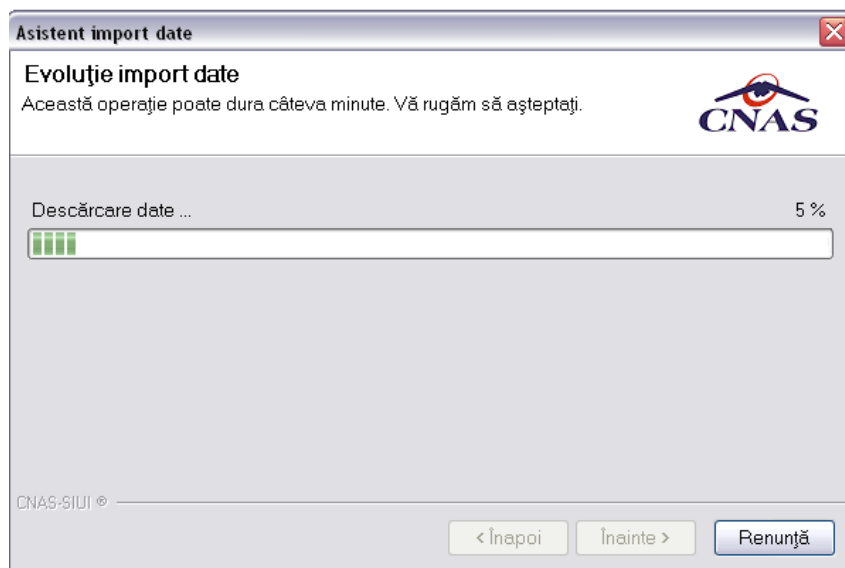 Asistent import date
Evoluţie import date
Această operaţie poate dura câteva minute. Vă rugăm să aşteptaţi.
CNAS
Descărcare date ... 5 %
CNAS-SIUI ®
< Înapoi Înainte > Renunţă